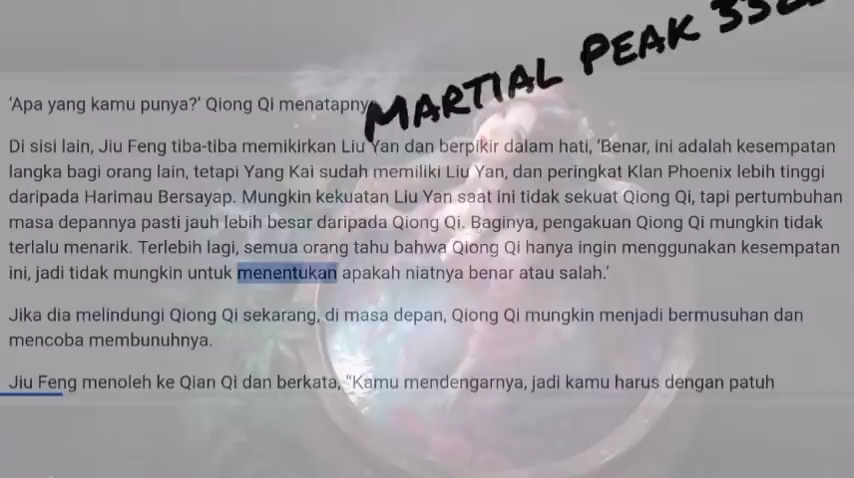 MARTIAL PEAK
'Apa yang kamu punya?' Qiong Qi menatapny
Di sisi lain, Jiu Feng tiba-tiba memikirkan Liu Yan dan berpikir dalam hati, 'Benar, ini adalah kesempatan
langka bagi orang lain, tetapi Yang Kai sudah memiliki Liu Yan, dan peringkat Klan Phoenix lebih tinggi
daripada Harimau Bersayap. Mungkin kekuatan Liu Yan saat ini tidak sekuat Qiong Qi, tapi pertumbuhan
masa depannya pasti jauh lebih besar daripada Qiong Qi. Baginya, pengakuan Qiong Qi mungkin tidak
terlalu menarik. Terlebih lagi, semua orang tahu bahwa Qiong Qi hanya ingin menggunakan kesempatan
ini, jadi tidak mungkin untuk menentukan apakah niatnya benar atau salah.'
Jika dia melindungi Qiong Qi sekarang, di masa depan, Qiong Qi mungkin menjadi bermusuhan dan
mencoba membunuhnya.
Jiu Feng menoleh ke Qian Qi dan berkata, "Kamu mendengarnya, jadi kamu harus dengan patuh